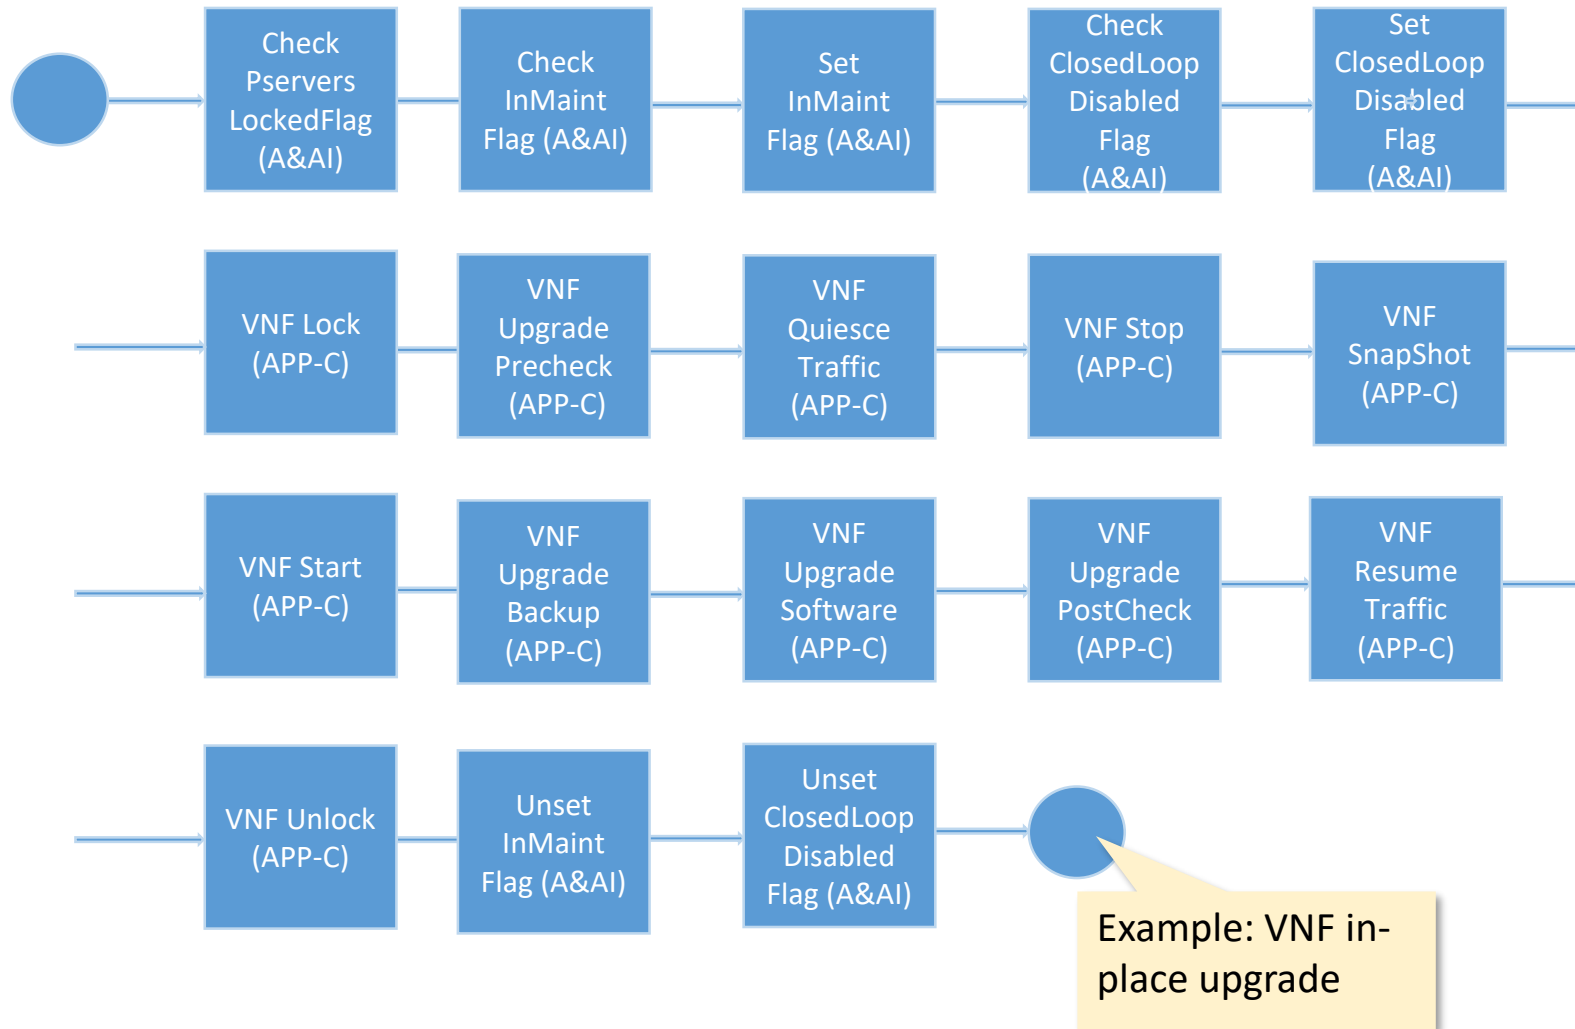 Check
Pservers
LockedFlag
(A&AI)
Check
InMaint
Flag (A&AI)
Set
InMaint
Flag (A&AI)
Check
ClosedLoop
Disabled
Flag
(A&AI)
Set
ClosedLoop
Disabled
Flag
(A&AI)
VNF Lock
(APP-C)
VNF
Upgrade
Precheck
(APP-C)
VNF
Quiesce
Traffic
(APP-C)
VNF Stop
(APP-C)
VNF
SnapShot
(APP-C)
VNF Start
(APP-C)
VNF
Upgrade
Backup
(APP-C)
VNF
Upgrade
Software
(APP-C)
VNF
Upgrade
PostCheck
(APP-C)
VNF
Resume
Traffic
(APP-C)
VNF Unlock
(APP-C)
Unset
InMaint
Flag (A&AI)
Unset
ClosedLoop
Disabled
Flag (A&AI)
Example: VNF in-
place upgrade